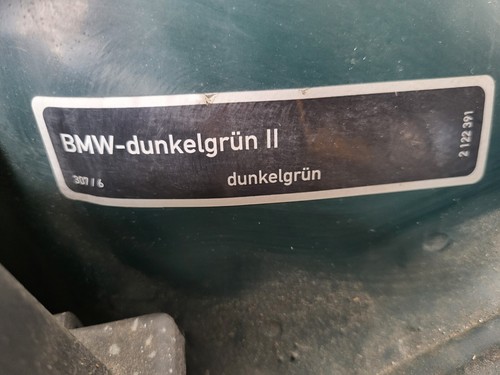 BMW-dunkelgrün II
307 / 6
dunkelgrün
2 122 391